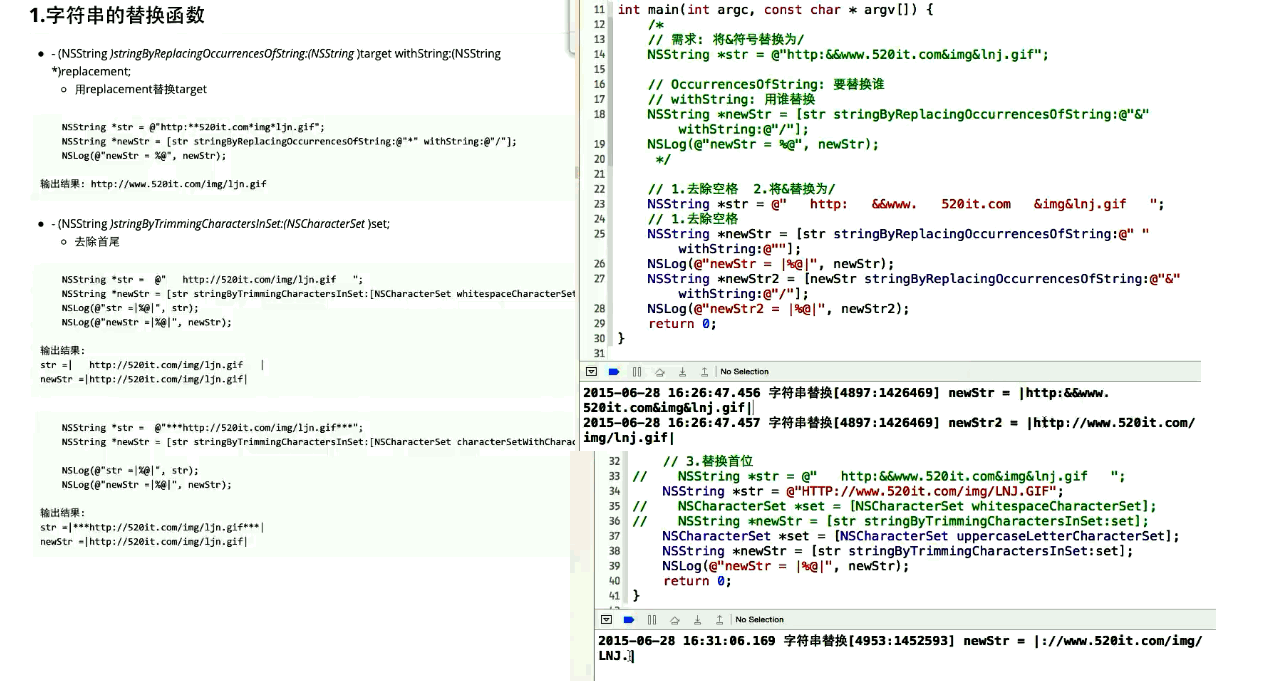 1.字符串的替换函数
- (NSString )stringByReplacingOccurrencesOfString:(NSString )target withString:(NSString
*)replacement;
用replacement替换target
NSString *str = @"http:**520it.com*img*ljn.gif";
NSString *newStr = [str stringByReplacingOccurrencesOfString:@"*" withString:@"/"];
NSLog(@"newStr = %@", newStr);
输出结果: http://www.520it.com/img/ljn.gif
- (NSString )stringByTrimmingCharactersInSet:(NSCharacterSet )set;
去除首尾
NSString *str =  @"   http://520it.com/img/ljn.gif   ";
NSString *newStr = [str stringByTrimmingCharactersInSet:[NSCharacterSet whitespaceCharacterSet
NSLog(@"str =|%@|", str);
NSLog(@"newStr =|%@|", newStr);
输出结果:
str =|   http://520it.com/img/ljn.gif   |
newStr =|http://520it.com/img/ljn.gif|
NSString *str =  @"***http://520it.com/img/ljn.gif***";
NSString *newStr = [str stringByTrimmingCharactersInSet:[NSCharacterSet characterSetWithCharac
NSLog(@"str =|%@|", str);
NSLog(@"newStr =|%@|", newStr);
输出结果:
str =|***http://520it.com/img/ljn.gif***|
newStr =|http://520it.com/img/ljn.gif|
11 int main(int argc, const char * argv[]) {
12 /*
13 // 需求: 将&符号替换为/
14 NSString *str = @"http:&&www.520it.com&img&lnj.gif";
15
16 // OccurrencesOfString: 要替换谁
17 // withString: 用谁替换
18 NSString *newStr = [str stringByReplacingOccurrencesOfString:@"&"
withString:@"/"];
19 NSLog(@"newStr = %@", newStr);
20 */
21
22 // 1.去除空格  2.将&替换为/
23 NSString *str = @"   http:   &&www.   520it.com   &img&lnj.gif   ";
24 // 1.去除空格
25 NSString *newStr = [str stringByReplacingOccurrencesOfString:@" "
withString:@""];
26 NSLog(@"newStr = |%@|", newStr);
27 NSString *newStr2 = [newStr stringByReplacingOccurrencesOfString:@"&"
withString:@"/"];
28 NSLog(@"newStr2 = |%@|", newStr2);
29 return 0;
30 }
31
No Selection
2015-06-28 16:26:47.456 字符串替换[4897:1426469] newStr = |http:&&www.
520it.com&img&lnj.gif|
2015-06-28 16:26:47.457 字符串替换[4897:1426469] newStr2 = |http://www.520it.com/
img/lnj.gif|
32 // 3.替换首位
33 // NSString *str = @"   http:&&www.520it.com&img&lnj.gif   ";
34 NSString *str = @"HTTP://www.520it.com/img/LNJ.GIF";
35 // NSCharacterSet *set = [NSCharacterSet whitespaceCharacterSet];
36 // NSString *newStr = [str stringByTrimmingCharactersInSet:set];
37 NSCharacterSet *set = [NSCharacterSet uppercaseLetterCharacterSet];
38 NSString *newStr = [str stringByTrimmingCharactersInSet:set];
39 NSLog(@"newStr = |%@|", newStr);
40 return 0;
41 }
No Selection
2015-06-28 16:31:06.169 字符串替换[4953:1452593] newStr = |://www.520it.com/img/
LNJ.|